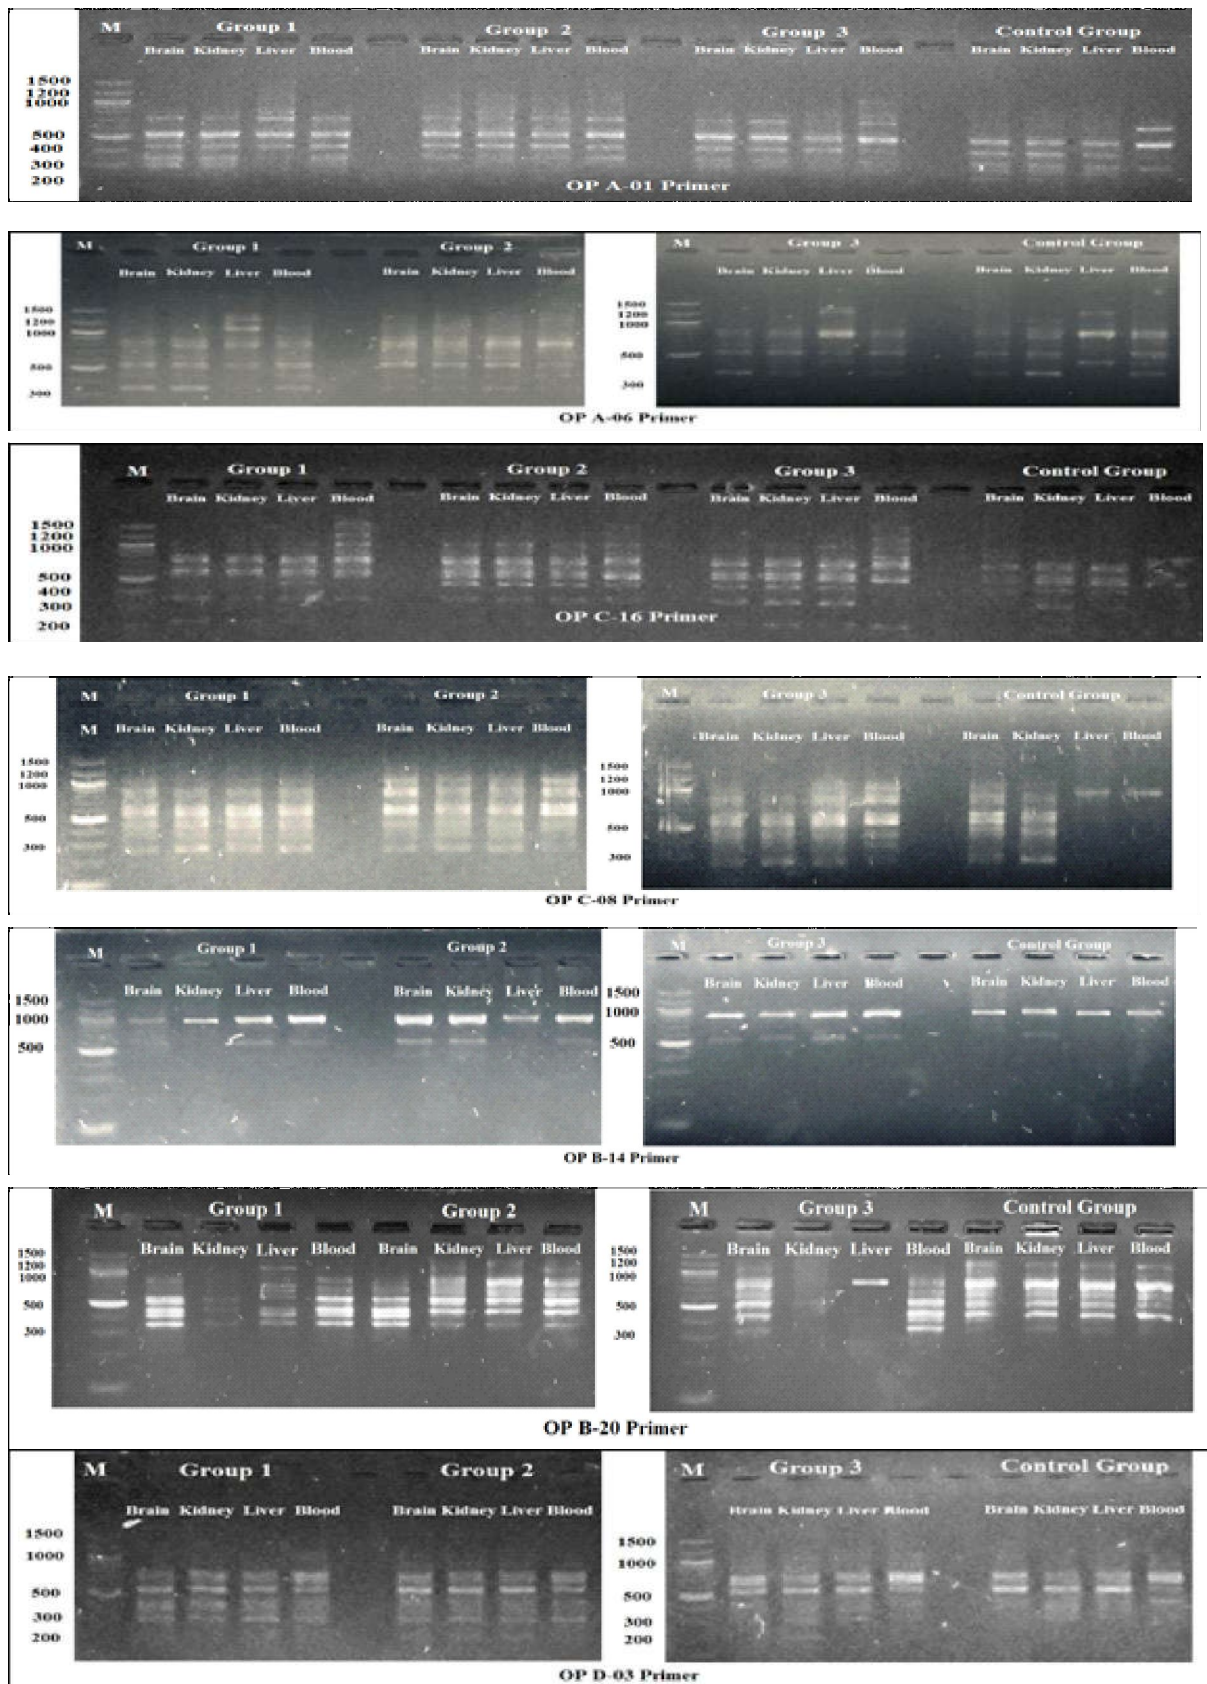 M Group 1 Group 2 Group 3 Control Group
Brain Kidney Liver Blood Brain Kidney Liver Blood Brain Kidney Liver Blood Brain Kidney Liver Blood
1500
1200
1000
500
400
300
200
OP A-01 Primer
M Group 1 Group 2 M Group 3 Control Group
Brain Kidney Liver Blood Brain Kidney Liver Blood Brain Kidney Liver Blood Brain Kidney Liver Blood
1500 1500
1200 1200
1000 1000
500 500
300 300
OP A-06 Primer
M Group 1 Group 2 Group 3 Control Group
Brain Kidney Liver Blood Brain Kidney Liver Blood Brain Kidney Liver Blood Brain Kidney Liver Blood
1500
1200
1000
500
400
300
200
OP C-16 Primer
M Group 1 Group 2 M Group 3 Control Group
M Brain Kidney Liver Blood Brain Kidney Liver Blood Brain Kidney Liver Blood Brain Kidney Liver Blood
1500 1500
1200 1200
1000 1000
500 500
300 300
OP C-08 Primer
M Group 1 Group 2 M Group 3 Control Group
Brain Kidney Liver Blood Brain Kidney Liver Blood Brain Kidney Liver Blood Brain Kidney Liver Blood
1500 1500
1000 1000
500 500
OP B-14 Primer
M Group 1 Group 2 M Group 3 Control Group
Brain Kidney Liver Blood Brain Kidney Liver Blood Brain Kidney Liver Blood Brain Kidney Liver Blood
1500 1500
1200 1200
1000 1000
500 500
300 300
OP B-20 Primer
M Group 1 Group 2 M Group 3 Control Group
Brain Kidney Liver Blood Brain Kidney Liver Blood Brain Kidney Liver Blood Brain Kidney Liver Blood
1500 1500
1000 1000
500 500
300 300
200 200
OP D-03 Primer